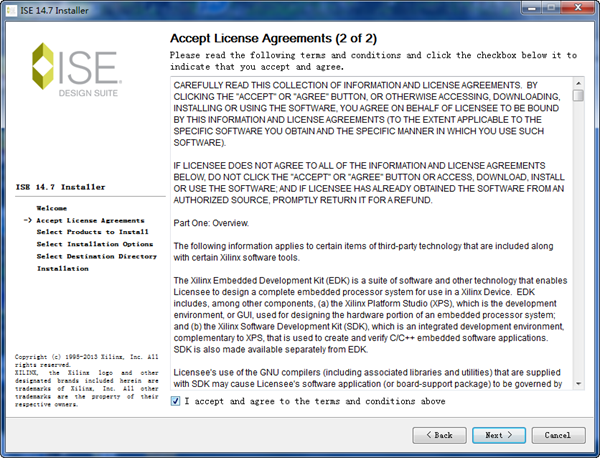 ISE 14.7 Installer
ISE
DESIGN SUITE
ISE 14.7 Installer
Welcome
-> Accept License Agreements
Select Products to Install
Select Installation Options
Select Destination Directory
Installation
Copyright (c) 1995-2013 Xilinx, Inc. All
rights reserved.
XILINX, the Xilinx logo and other
designated brands included herein are
trademarks of Xilinx, Inc. All other
trademarks are the property of their
respective owners.
Accept License Agreements (2 of 2)
Please read the following terms and conditions and click the checkbox below it to
indicate that you accept and agree.
CAREFULLY READ THIS COLLECTION OF INFORMATION AND LICENSE AGREEMENTS. BY
CLICKING THE "ACCEPT" OR "AGREE" BUTTON, OR OTHERWISE ACCESSING, DOWNLOADING,
INSTALLING OR USING THE SOFTWARE, YOU AGREE ON BEHALF OF LICENSEE TO BE BOUND
BY THIS INFORMATION AND LICENSE AGREEMENTS (TO THE EXTENT APPLICABLE TO THE
SPECIFIC SOFTWARE YOU OBTAIN AND THE SPECIFIC MANNER IN WHICH YOU USE SUCH
SOFTWARE).
IF LICENSEE DOES NOT AGREE TO ALL OF THE INFORMATION AND LICENSE AGREEMENTS
BELOW, DO NOT CLICK THE "ACCEPT" OR "AGREE" BUTTON OR ACCESS, DOWNLOAD, INSTALL
OR USE THE SOFTWARE; AND IF LICENSEE HAS ALREADY OBTAINED THE SOFTWARE FROM AN
AUTHORIZED SOURCE, PROMPTLY RETURN IT FOR A REFUND.
Part One: Overview.
The following information applies to certain items of third-party technology that are included along
with certain Xilinx software tools.
The Xilinx Embedded Development Kit (EDK) is a suite of software and other technology that enables
Licensee to design a complete embedded processor system for use in a Xilinx Device. EDK
includes, among other components, (a) the Xilinx Platform Studio (XPS), which is the development
environment, or GUI, used for designing the hardware portion of an embedded processor system;
and (b) the Xilinx Software Development Kit (SDK), which is an integrated development environment,
complementary to XPS, that is used to create and verify C/C++ embedded software applications.
SDK is also made available separately from EDK.
Licensee's use of the GNU compilers (including associated libraries and utilities) that are supplied
with SDK may cause Licensee's software application (or board-support package) to be governed by
I accept and agree to the terms and conditions above
< Back
Next >
Cancel